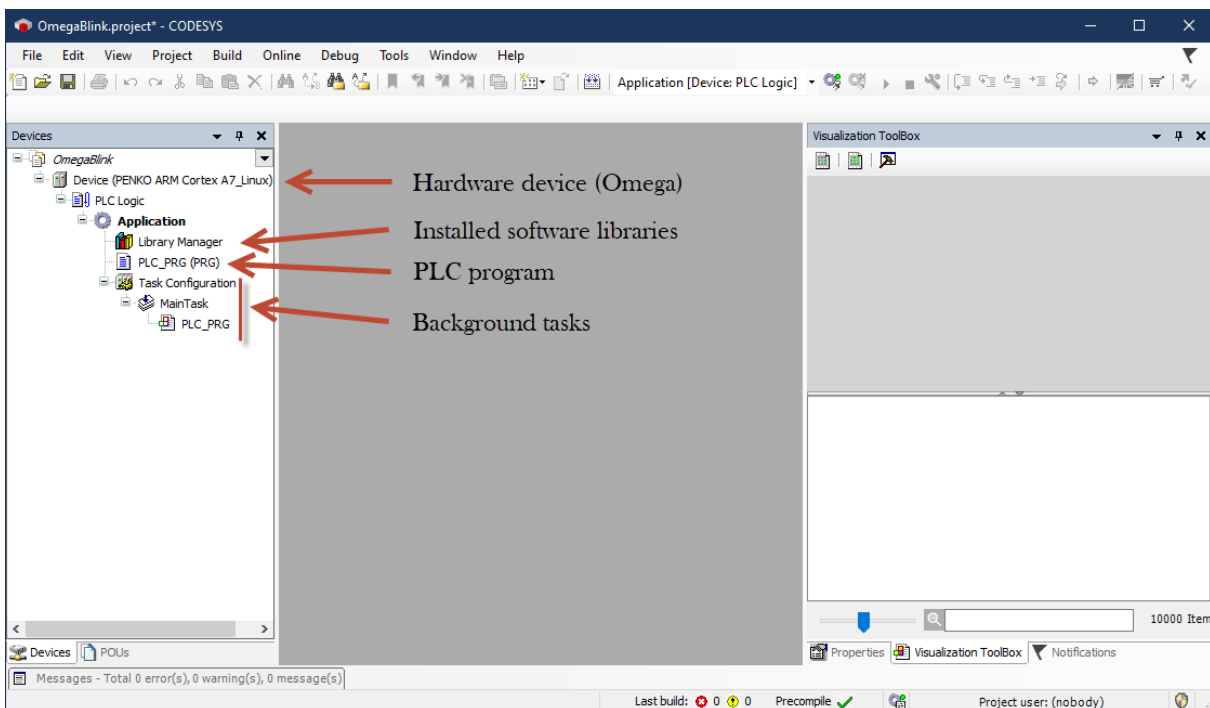 OmegaBlink.project* - CODESYS
File Edit View Project Build Online Debug Tools Window Help
Application [Device: PLC Logic]
Devices
OmegaBlink
Device (PENKO ARM Cortex A7_Linux)
PLC Logic
Application
Library Manager
PLC_PRG (PRG)
Task Configuration
MainTask
PLC_PRG
Hardware device (Omega)
Installed software libraries
PLC program
Background tasks
Visualization ToolBox
10000 Item
Devices POUs
Properties Visualization ToolBox Notifications
Messages - Total 0 error(s), 0 warning(s), 0 message(s)
Last build: 0 0 Precompile Project user: (nobody)